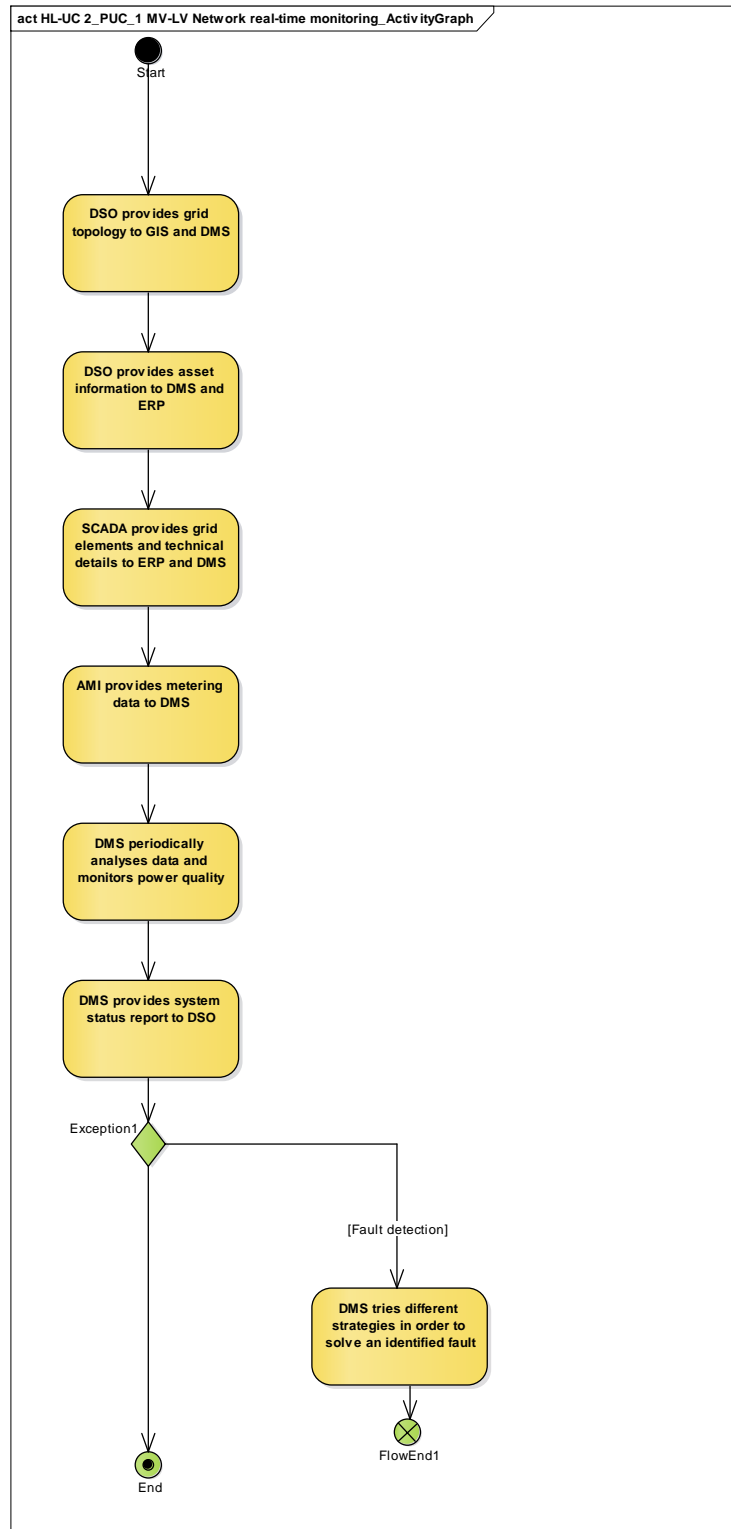 act HL-UC 2_PUC_1 MV-LV Network real-time monitoring_ActivityGraph
Start
DSO provides grid
topology to GIS and DMS
DSO provides asset
information to DMS and
ERP
SCADA provides grid
elements and technical
details to ERP and DMS
AMI provides metering
data to DMS
DMS periodically
analyses data and
monitors power quality
DMS provides system
status report to DSO
Exception1
[Fault detection]
DMS tries different
strategies in order to
solve an identified fault
FlowEnd1
End